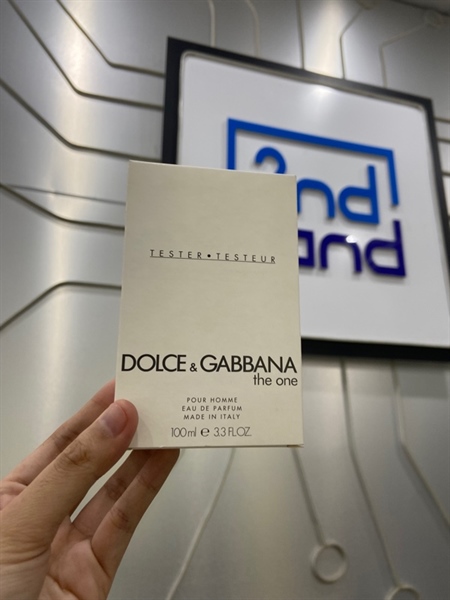 2nd
hand
TESTER • TESTEUR
DOLCE & GABBANA
the one
POUR HOMME
EAU DE PARFUM
MADE IN ITALY
100ml e 3.3 FL.OZ.